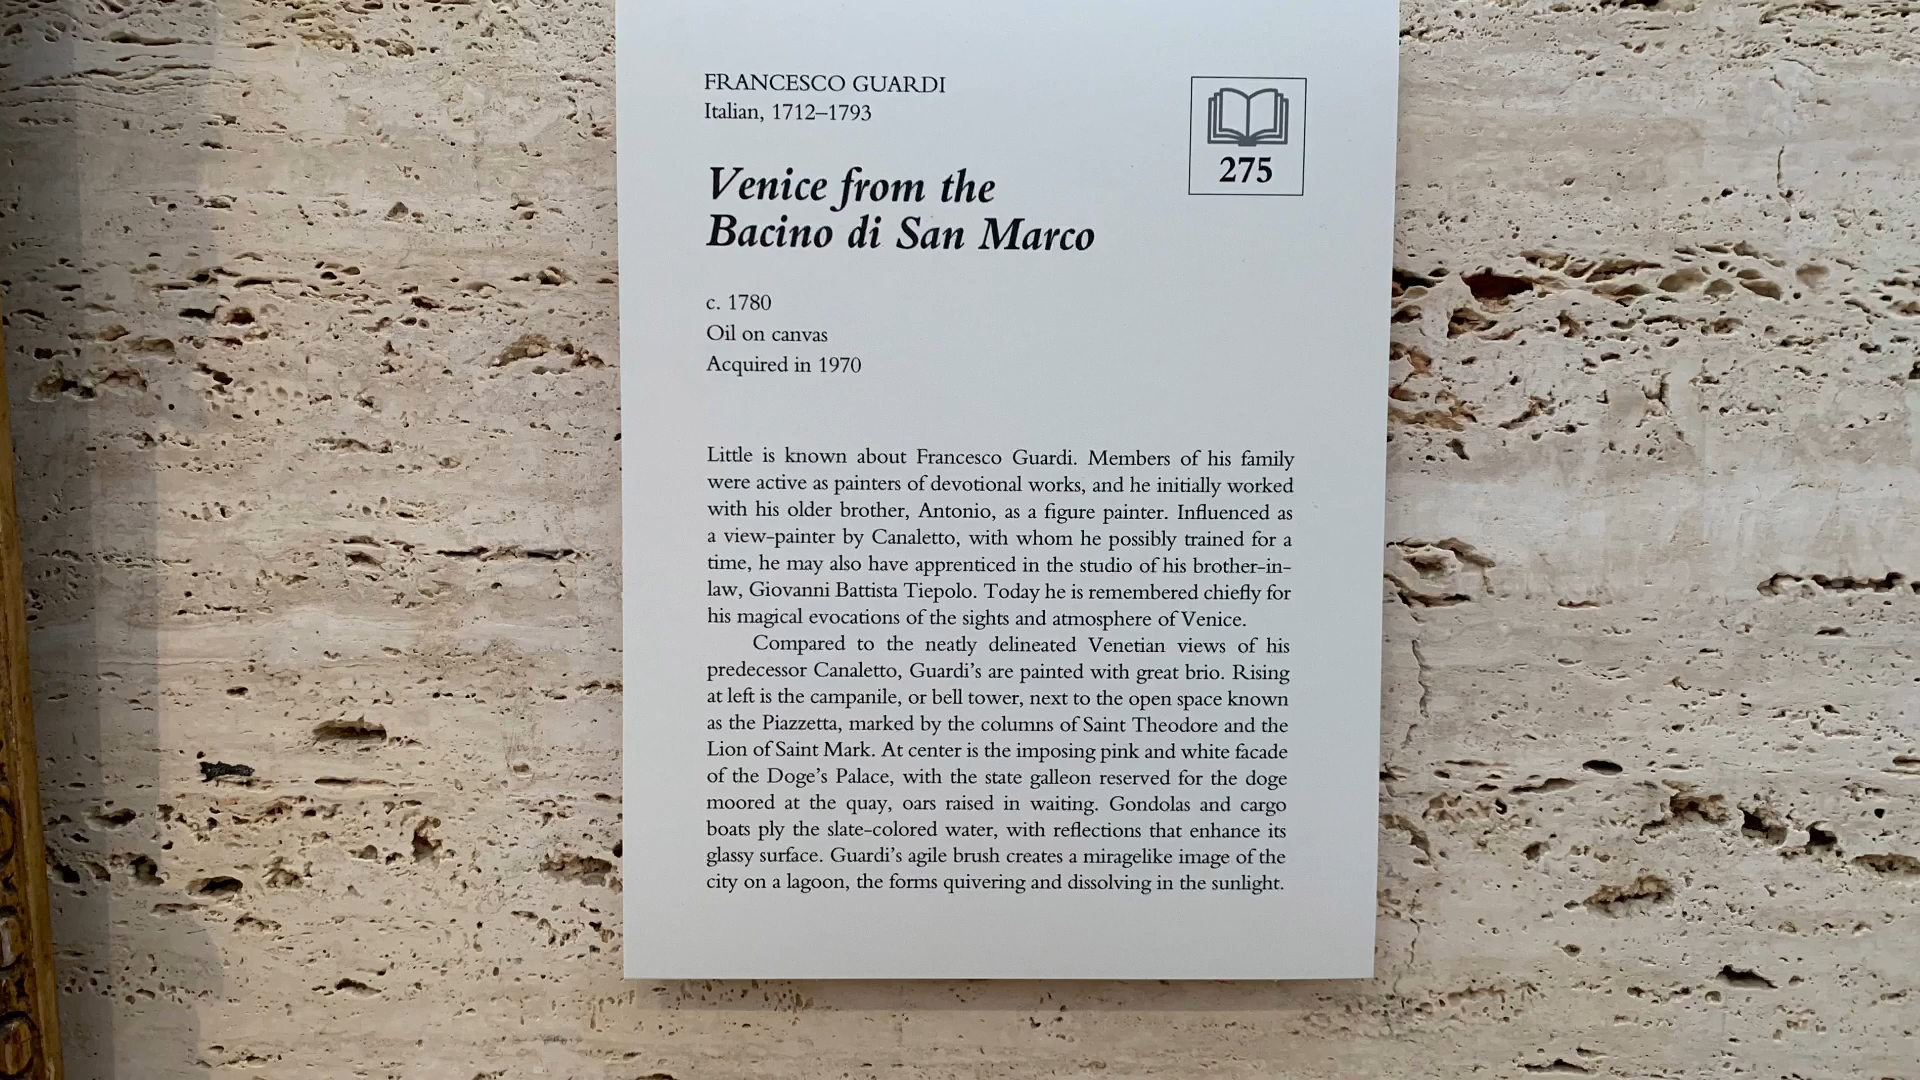 FRANCESCO GUARDI
Italian, 1712–1793
275
Venice from the
Bacino di San Marco
c. 1780
Oil on canvas
Acquired in 1970
Little is known about Francesco Guardi. Members of his family
were active as painters of devotional works, and he initially worked
with his older brother, Antonio, as a figure painter. Influenced as
a view-painter by Canaletto, with whom he possibly trained for a
time, he may also have apprenticed in the studio of his brother-in-
law, Giovanni Battista Tiepolo. Today he is remembered chiefly for
his magical evocations of the sights and atmosphere of Venice.
Compared to the neatly delineated Venetian views of his
predecessor Canaletto, Guardi's are painted with great brio. Rising
at left is the campanile, or bell tower, next to the open space known
as the Piazzetta, marked by the columns of Saint Theodore and the
Lion of Saint Mark. At center is the imposing pink and white facade
of the Doge's Palace, with the state galleon reserved for the doge
moored at the quay, oars raised in waiting. Gondolas and cargo
boats ply the slate-colored water, with reflections that enhance its
glassy surface. Guardi's agile brush creates a miragelike image of the
city on a lagoon, the forms quivering and dissolving in the sunlight.